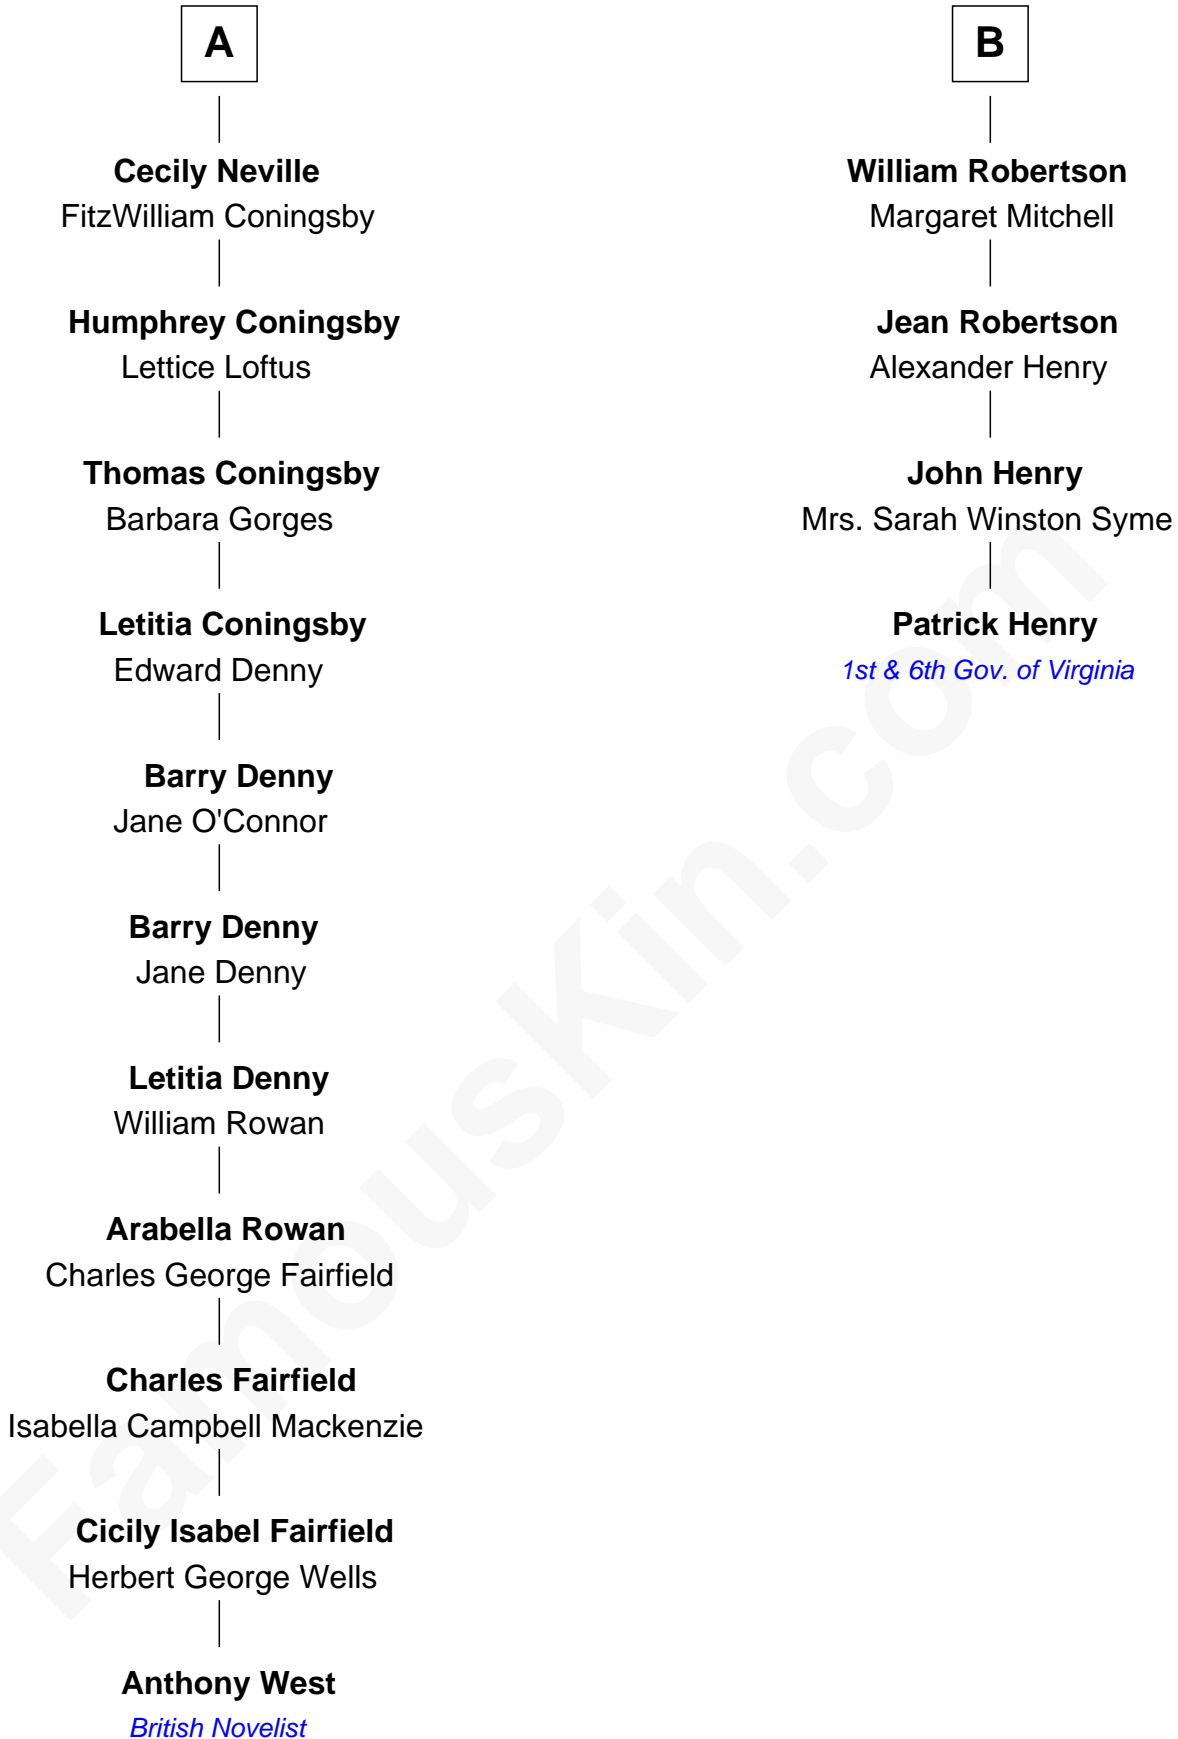 A
Cecily Neville
FitzWilliam Coningsby
Humphrey Coningsby
Lettice Loftus
Thomas Coningsby
Barbara Gorges
Letitia Coningsby
Edward Denny
Barry Denny
Jane O'Connor
Barry Denny
Jane Denny
Letitia Denny
William Rowan
Arabella Rowan
Charles George Fairfield
Charles Fairfield
Isabella Campbell Mackenzie
Cicily Isabel Fairfield
Herbert George Wells
Anthony West
British Novelist
B
William Robertson
Margaret Mitchell
Jean Robertson
Alexander Henry
John Henry
Mrs. Sarah Winston Syme
Patrick Henry
1st & 6th Gov. of Virginia
FamousKin.com